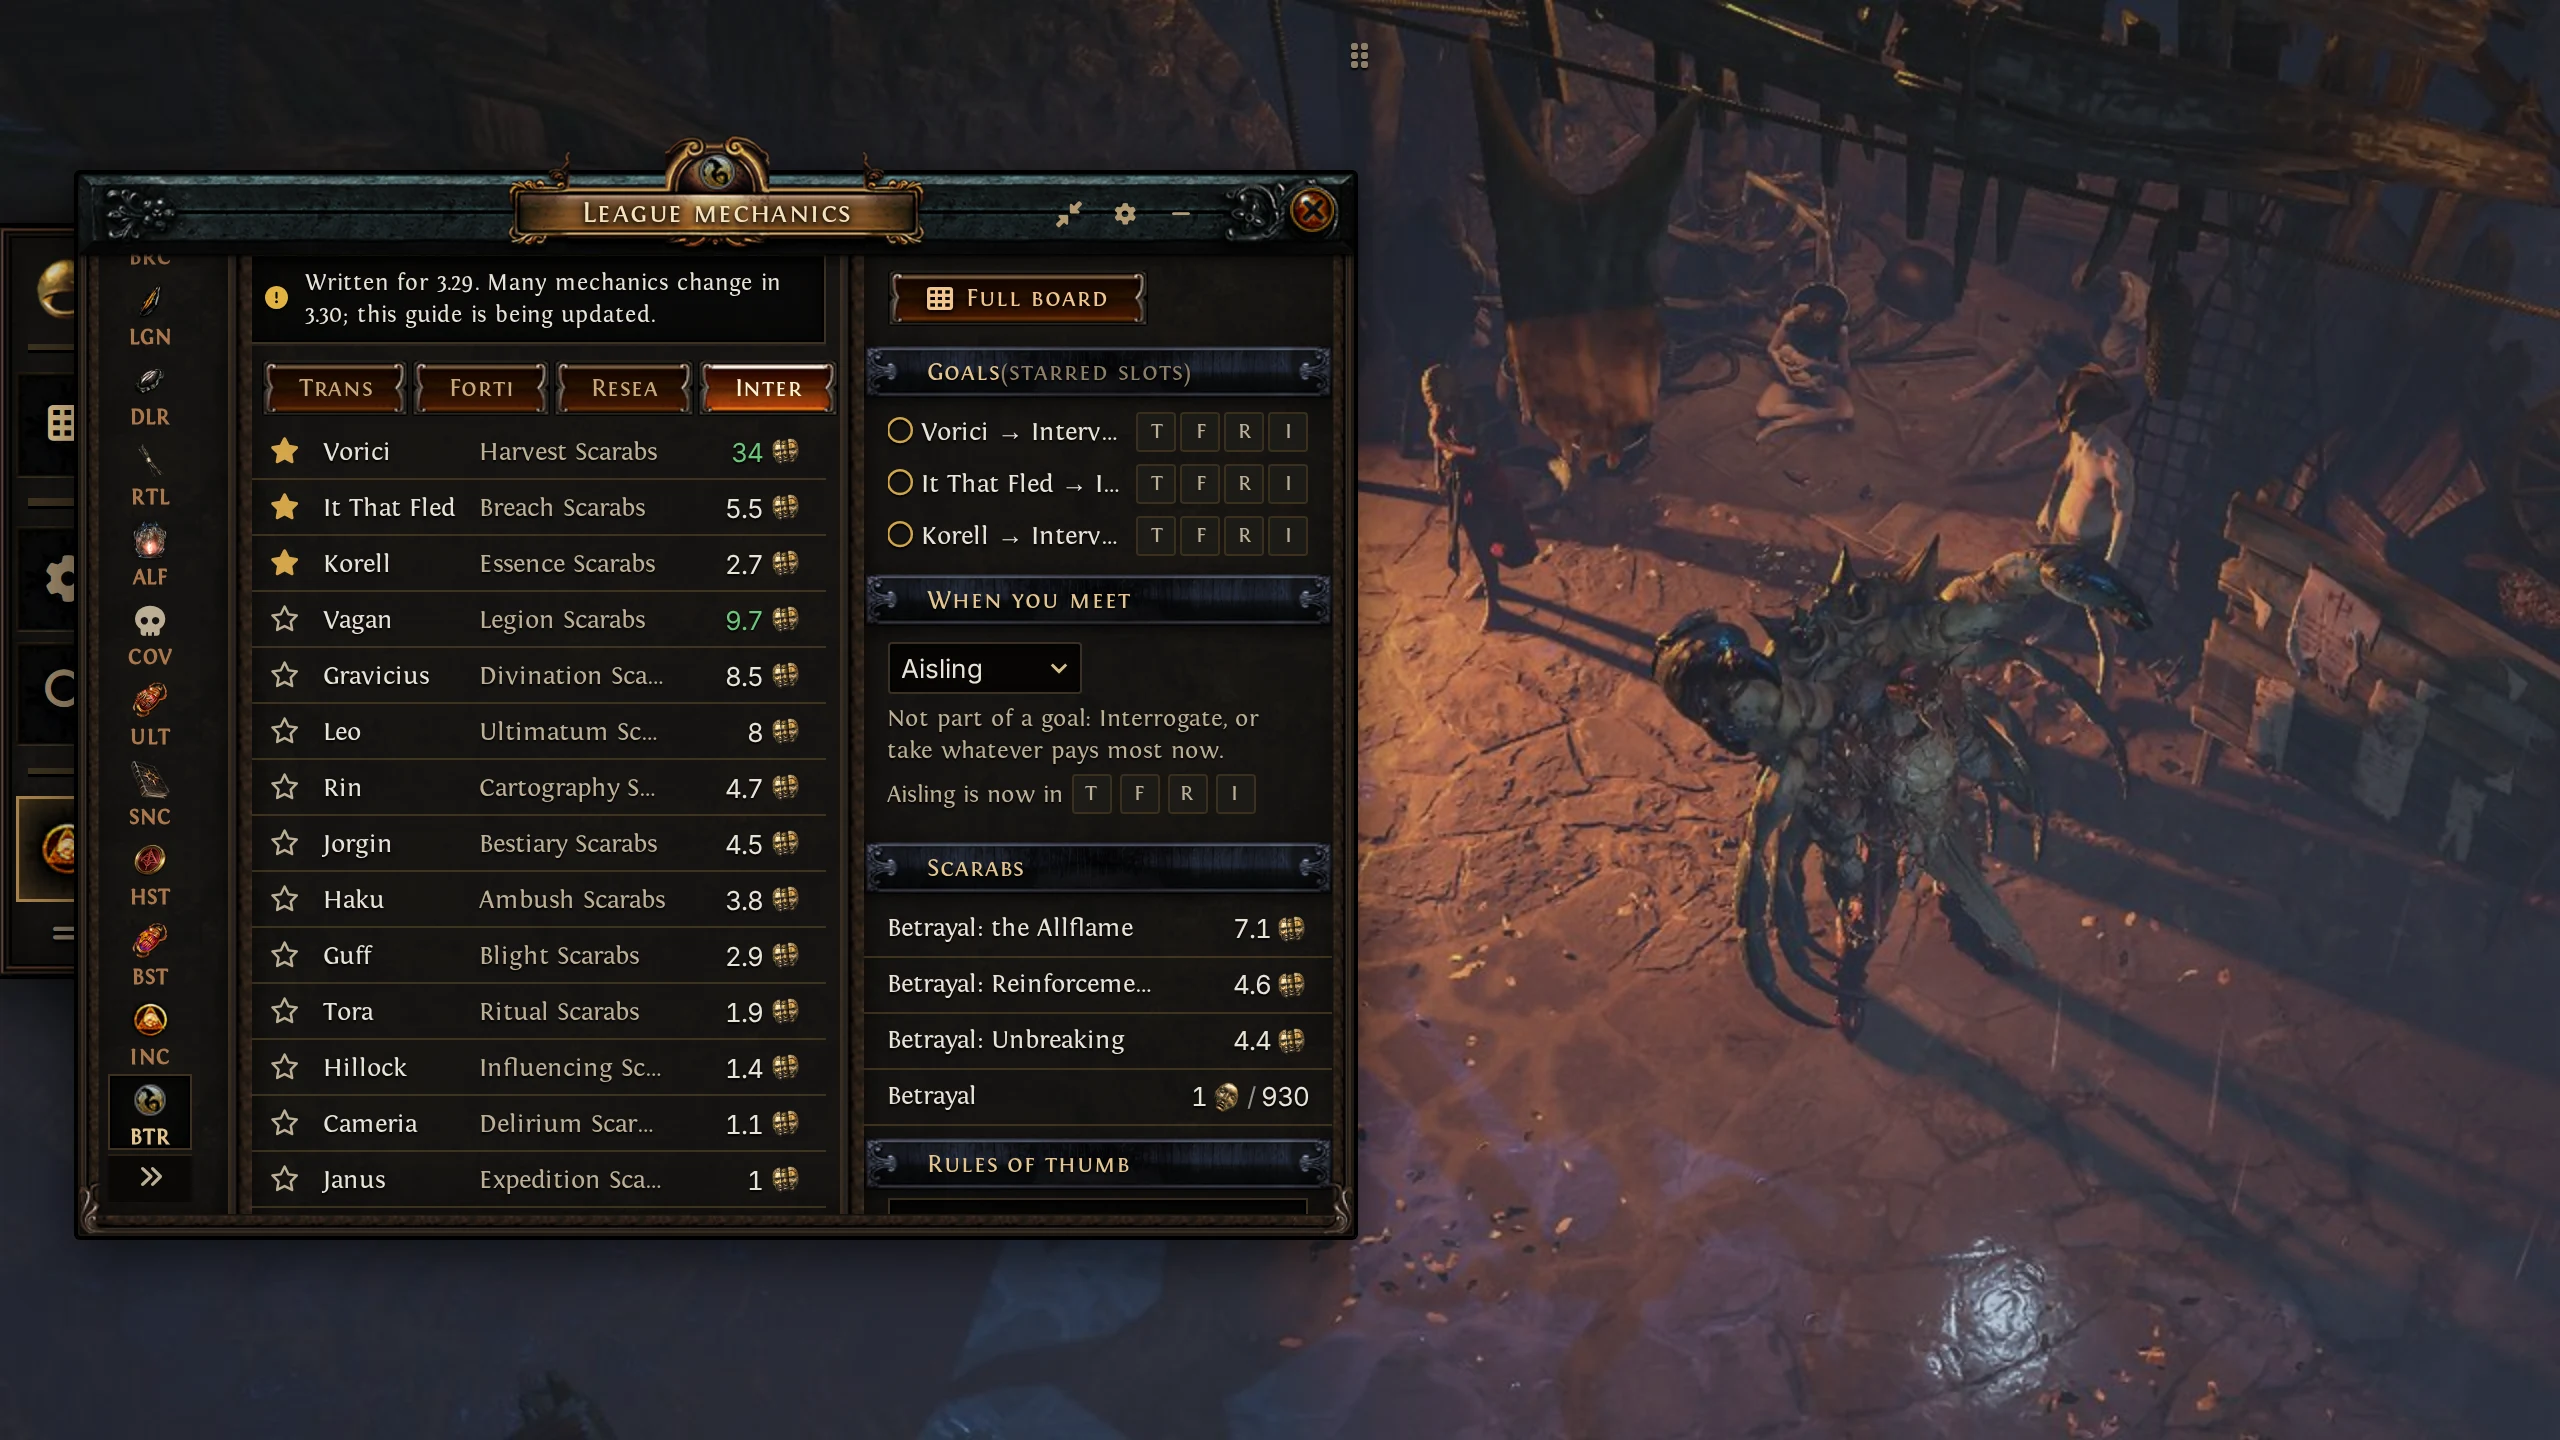 LEAGUE MECHANICS
BRC
LGN
DLR
RTL
ALF
COV
ULT
SNC
HST
BST
INC
BTR
Written for 3.29. Many mechanics change in
3.30; this guide is being updated.
TRANS FORTI RESEA INTER
Vorici Harvest Scarabs 34
It That Fled Breach Scarabs 5.5
Korell Essence Scarabs 2.7
Vagan Legion Scarabs 9.7
Gravicius Divination Sca... 8.5
Leo Ultimatum Sc... 8
Rin Cartography S... 4.7
Jorgin Bestiary Scarabs 4.5
Haku Ambush Scarabs 3.8
Guff Blight Scarabs 2.9
Tora Ritual Scarabs 1.9
Hillock Influencing Sc... 1.4
Cameria Delirium Scar... 1.1
Janus Expedition Sca... 1
FULL BOARD
GOALS(STARRED SLOTS)
Vorici → Interv... T F R I
It That Fled → I... T F R I
Korell → Interv... T F R I
WHEN YOU MEET
Aisling
Not part of a goal: Interrogate, or
take whatever pays most now.
Aisling is now in T F R I
SCARABS
Betrayal: the Allflame 7.1
Betrayal: Reinforceme... 4.6
Betrayal: Unbreaking 4.4
Betrayal 1 / 930
RULES OF THUMB